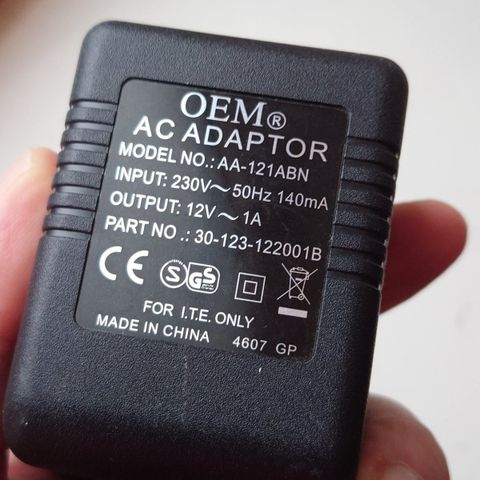 OEM®
AC ADAPTOR
MODEL NO.: AA-121ABN
INPUT: 230V～50Hz 140mA
OUTPUT: 12V～1A
PART NO .: 30-123-122001B
CE S GS
FOR I.T.E. ONLY
MADE IN CHINA 4607 GP